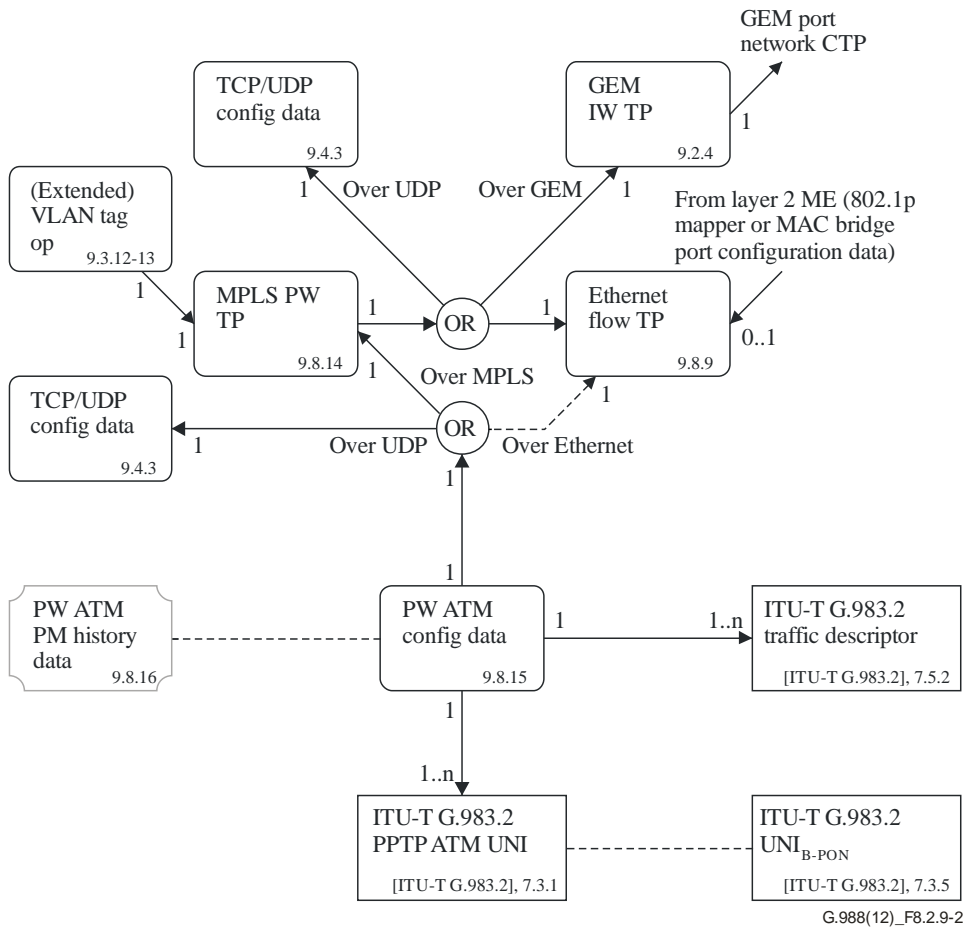 GEM port
network CTP
TCP/UDP
config data
9.4.3
GEM
IW TP
9.2.4
1
(Extended)
VLAN tag
op
9.3.12-13
1
Over UDP
Over GEM
1
From layer 2 ME (802.1p
mapper or MAC bridge
port configuration data)
1
MPLS PW
TP
9.8.14
1
1
OR
1
Ethernet
flow TP
9.8.9
0..1
1
Over MPLS
1
TCP/UDP
config data
9.4.3
1
Over UDP
OR
Over Ethernet
1
1
PW ATM
PM history
data
9.8.16
PW ATM
config data
9.8.15
1
1..n
ITU-T G.983.2
traffic descriptor
[ITU-T G.983.2], 7.5.2
1
1..n
ITU-T G.983.2
PPTP ATM UNI
[ITU-T G.983.2], 7.3.1
ITU-T G.983.2
UNI B-PON
[ITU-T G.983.2], 7.3.5
G.988(12)_F8.2.9-2